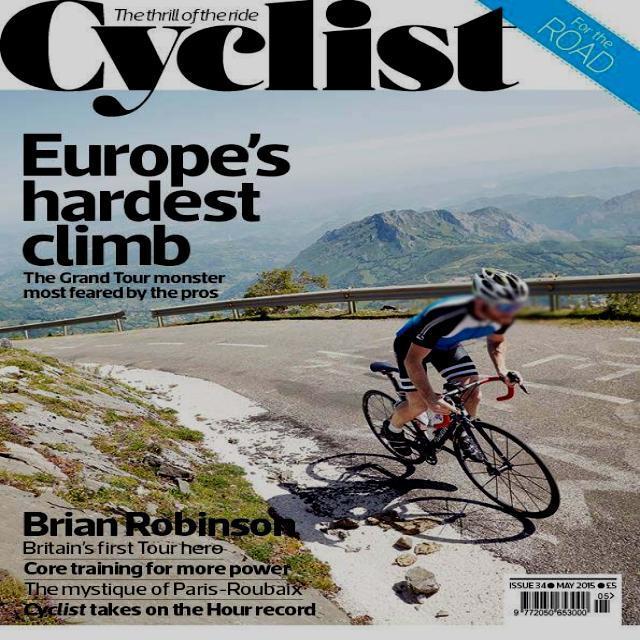 The thrill of the ride
Cyclist
For the
ROAD
Europe's
hardest
climb
The Grand Tour monster
most feared by the pros
Brian Robinson
Britain's first Tour hero
Core training for more power
The mystique of Paris-Roubaix
Cyclist takes on the Hour record
ISSUE 34 ● MAY 2015 ● £5
05>
9 772050 653000